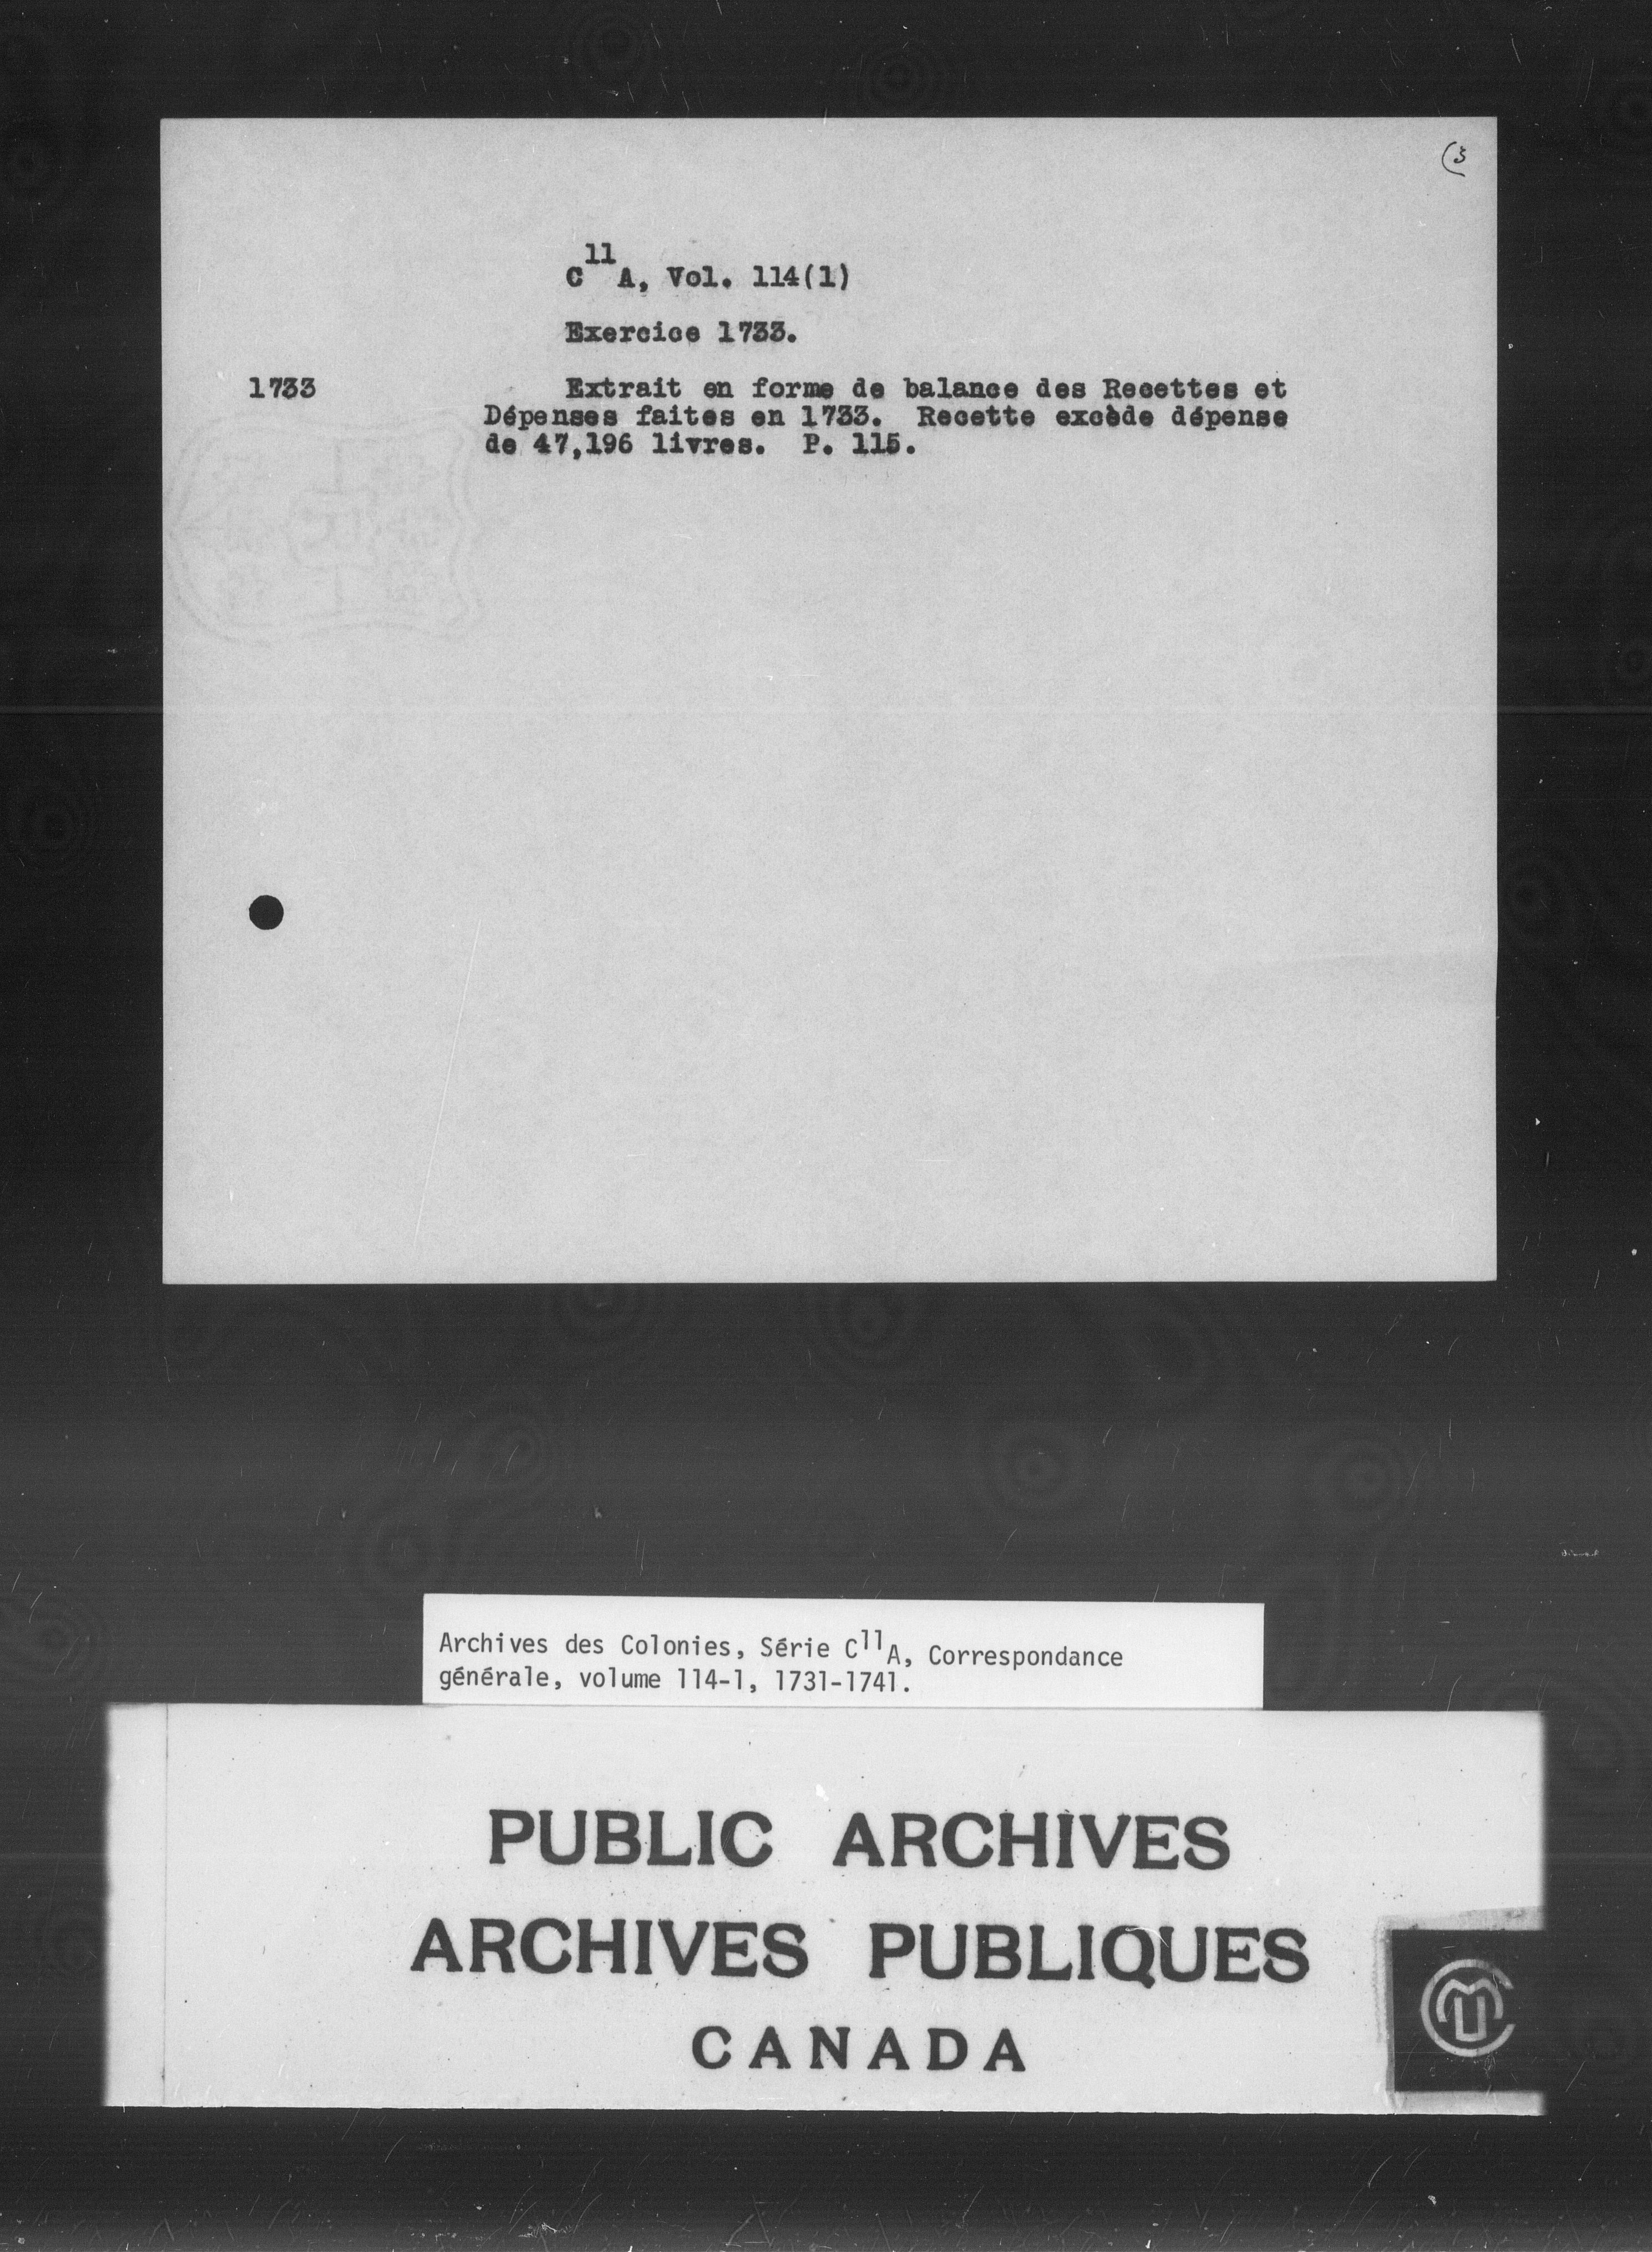 (3
C11A, Vol. 114(1)
Exercice 1733.
1733 Extrait en forme de balance des Recettes et
Dépenses faites en 1733. Recette excède dépense
de 47,196 livres. P. 115.
Archives des Colonies, Série C11A, Correspondance
générale, volume 114-1, 1731-1741.
PUBLIC ARCHIVES
ARCHIVES PUBLIQUES
CANADA